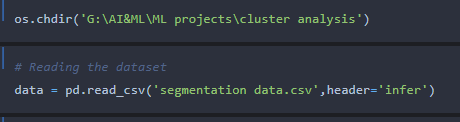 os.chdir('G:\AI&ML\ML projects\cluster analysis')
# Reading the dataset
data = pd.read_csv('segmentation data.csv',header='infer')